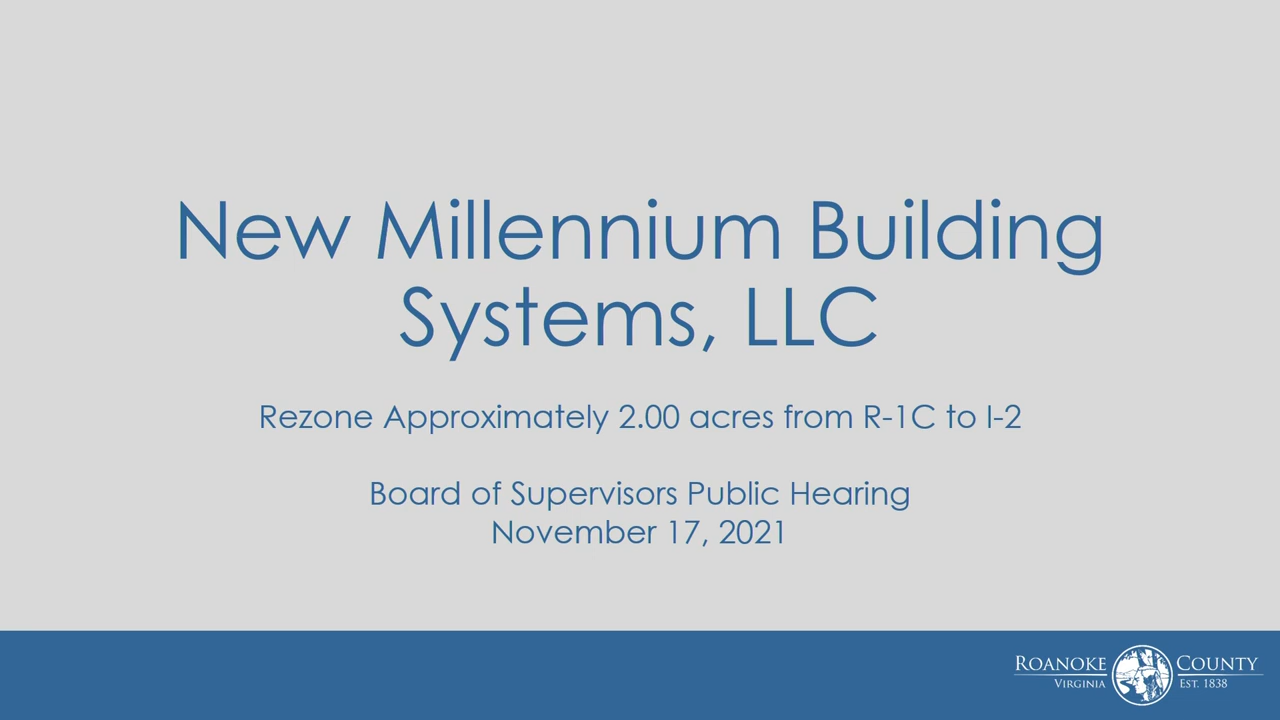 New Millennium Building
Systems, LLC
Rezone Approximately 2.00 acres from R-1C to I-2
Board of Supervisors Public Hearing
November 17, 2021
ROANOKE COUNTY
VIRGINIA EST. 1838